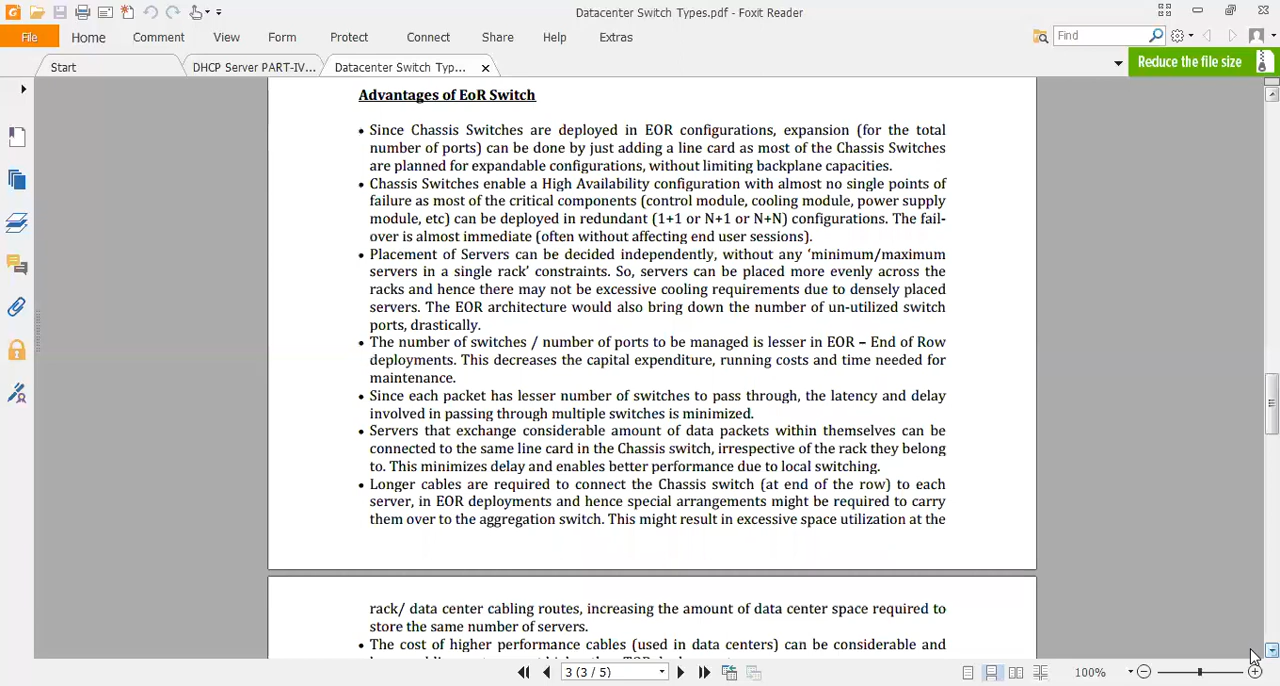 Datacenter Switch Types.pdf - Foxit Reader
File Home Comment View Form Protect Connect Share Help Extras
Find
Start DHCP Server PART-IV... Datacenter Switch Typ...
Reduce the file size
Advantages of EoR Switch
• Since Chassis Switches are deployed in EOR configurations, expansion (for the total
number of ports) can be done by just adding a line card as most of the Chassis Switches
are planned for expandable configurations, without limiting backplane capacities.
• Chassis Switches enable a High Availability configuration with almost no single points of
failure as most of the critical components (control module, cooling module, power supply
module, etc) can be deployed in redundant (1+1 or N+1 or N+N) configurations. The fail-
over is almost immediate (often without affecting end user sessions).
• Placement of Servers can be decided independently, without any ‘minimum/maximum
servers in a single rack’ constraints. So, servers can be placed more evenly across the
racks and hence there may not be excessive cooling requirements due to densely placed
servers. The EOR architecture would also bring down the number of un-utilized switch
ports, drastically.
• The number of switches / number of ports to be managed is lesser in EOR – End of Row
deployments. This decreases the capital expenditure, running costs and time needed for
maintenance.
• Since each packet has lesser number of switches to pass through, the latency and delay
involved in passing through multiple switches is minimized.
• Servers that exchange considerable amount of data packets within themselves can be
connected to the same line card in the Chassis switch, irrespective of the rack they belong
to. This minimizes delay and enables better performance due to local switching.
• Longer cables are required to connect the Chassis switch (at end of the row) to each
server, in EOR deployments and hence special arrangements might be required to carry
them over to the aggregation switch. This might result in excessive space utilization at the
rack/ data center cabling routes, increasing the amount of data center space required to
store the same number of servers.
• The cost of higher performance cables (used in data centers) can be considerable and
3 (3 / 5)
100%